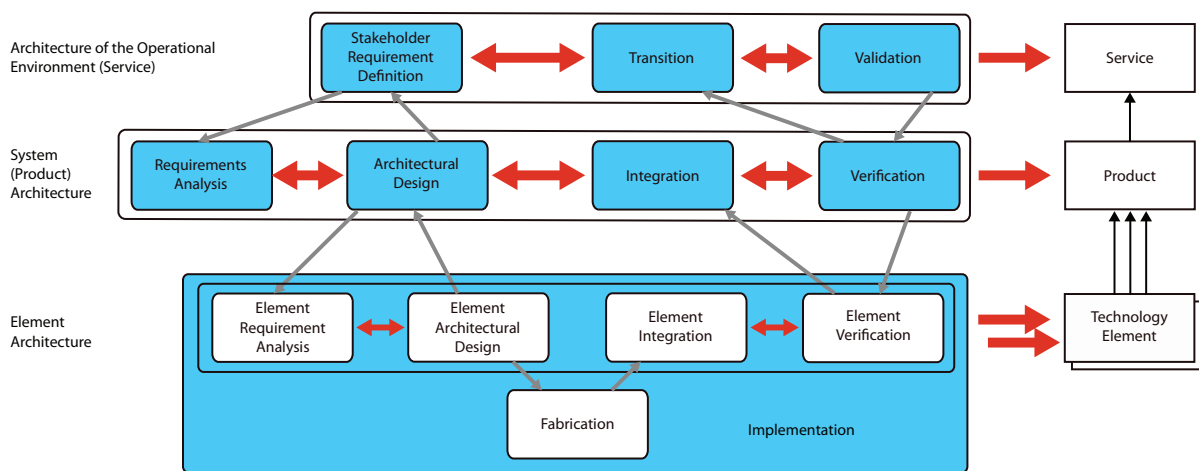 Architecture of the Operational
Environment (Service)
Stakeholder
Requirement
Definition
Transition
Validation
Service
System
(Product)
Architecture
Requirements
Analysis
Architectural
Design
Integration
Verification
Product
Element
Architecture
Element
Requirement
Analysis
Element
Architectural
Design
Element
Integration
Element
Verification
Technology
Element
Fabrication
Implementation